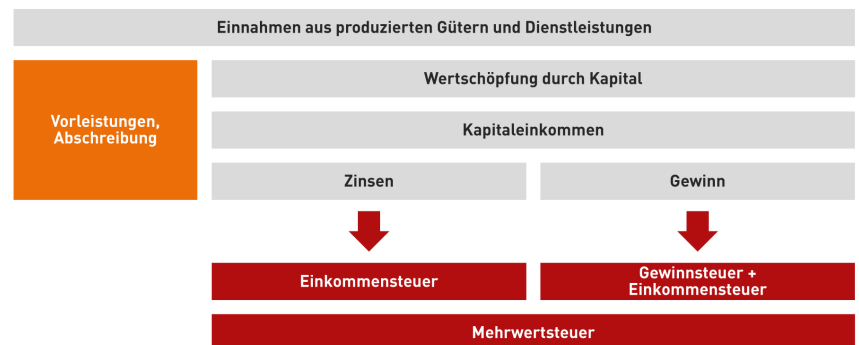 Einnahmen aus produzierten Gütern und Dienstleistungen
Wertschöpfung durch Kapital
Vorleistungen,
Abschreibung
Kapitaleinkommen
Zinsen
Gewinn
Einkommensteuer
Gewinnsteuer +
Einkommensteuer
Mehrwertsteuer